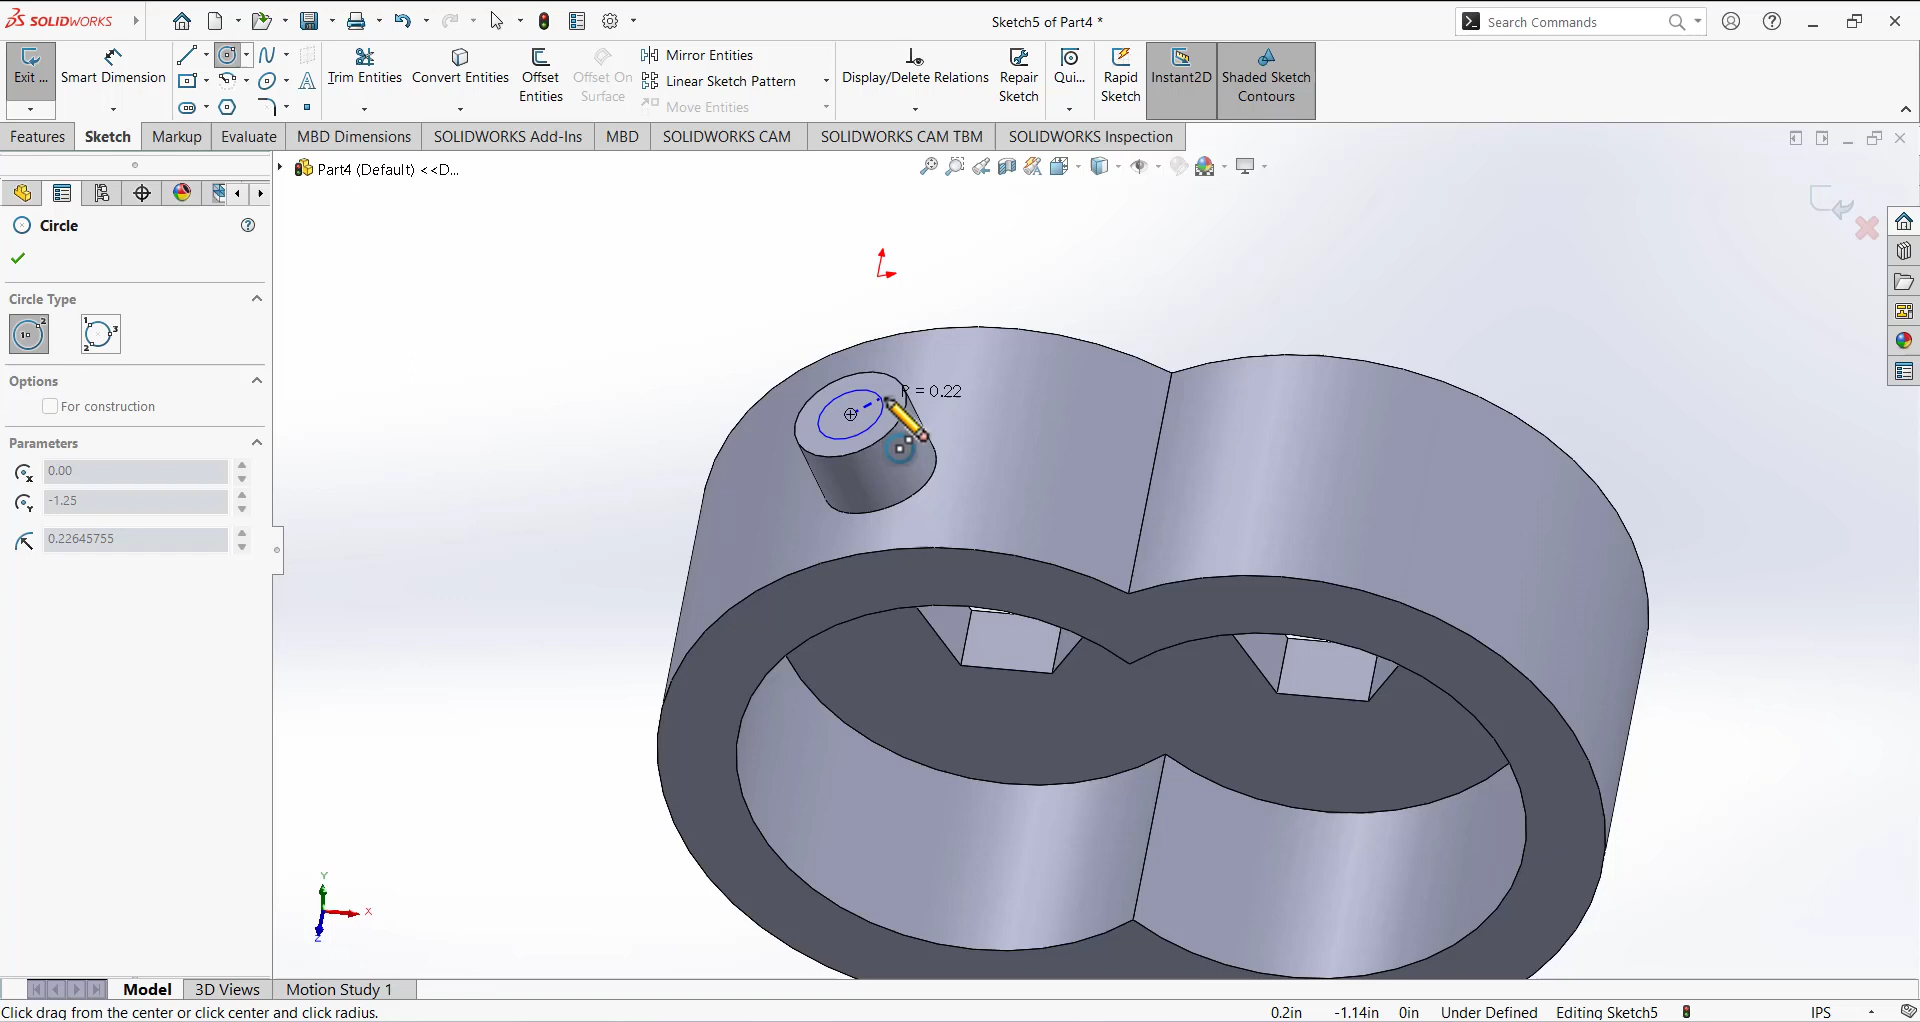 SOLIDWORKS
Sketch5 of Part4 *
Search Commands
Exit ...
Smart Dimension
Trim Entities
Convert Entities
Offset Entities
Offset On Surface
Mirror Entities
Linear Sketch Pattern
Move Entities
Display/Delete Relations
Repair Sketch
Qui...
Rapid Sketch
Instant2D
Shaded Sketch Contours
Features
Sketch
Markup
Evaluate
MBD Dimensions
SOLIDWORKS Add-Ins
MBD
SOLIDWORKS CAM
SOLIDWORKS CAM TBM
SOLIDWORKS Inspection
Part4 (Default) <<D...
Circle
Circle Type
Options
For construction
Parameters
0.00
-1.25
0.22645755
R = 0.22
Y
X
Z
Model
3D Views
Motion Study 1
Click drag from the center or click center and click radius.
0.2in
-1.14in
0in
Under Defined
Editing Sketch5
IPS